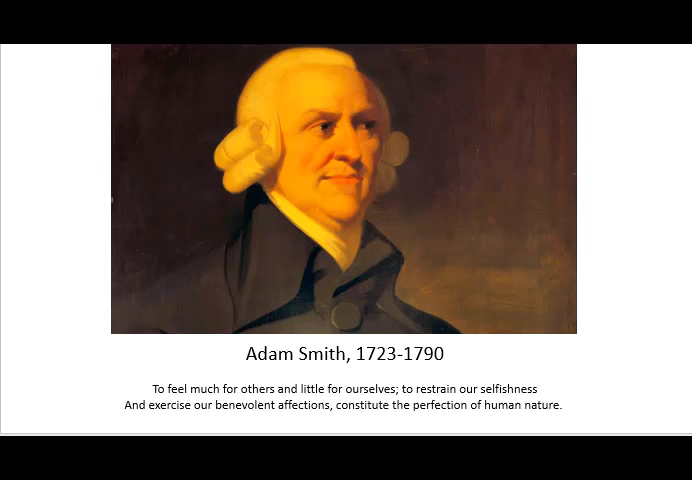 Adam Smith, 1723-1790
To feel much for others and little for ourselves; to restrain our selfishness
And exercise our benevolent affections, constitute the perfection of human nature.